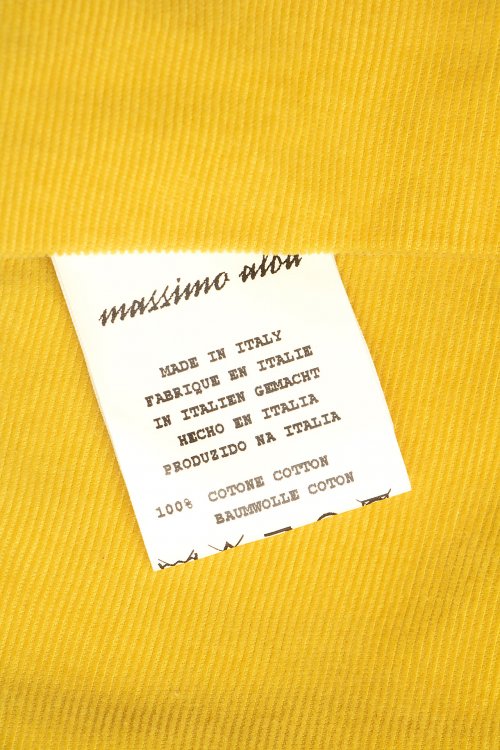 massimo alba
MADE IN ITALY
FABRIQUE EN ITALIE
IN ITALIEN GEMACHT
HECHO EN ITALIA
PRODUZIDO NA ITALIA
100% COTONE COTTON
BAUMWOLLE COTON